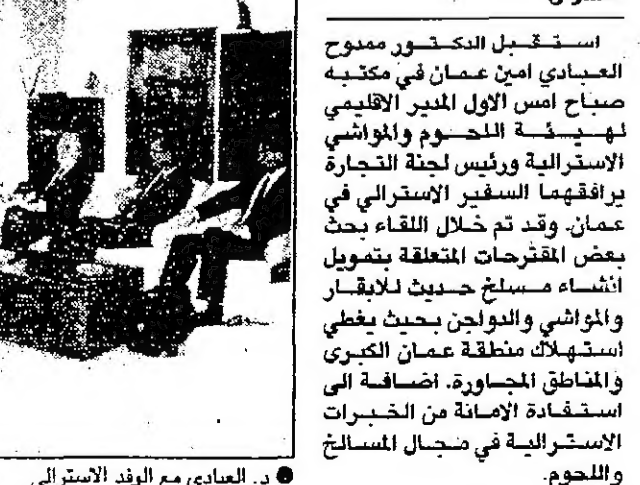 استقبل الدكتور ممدوح
العبادي امين عمان في مكتبه
صباح امس الاول المدير الاقليمي
لهيئة اللحوم والمواشي
الاسترالية ورئيس لجنة التجارة
يرافقهما السفير الاسترالي في
عمان. وقد تم خلال اللقاء بحث
بعض المقترحات المتعلقة بتمويل
انشاء مسلخ حديث للابقار
والمواشي والدواجن بحيث يغطي
استهلاك منطقة عمان الكبرى
والمناطق المجاورة. اضافة الى
استفادة الامانة من الخبرات
الاسترالية في مجال المسالخ
واللحوم.
● د. العبادي مع الوفد الاسترالي